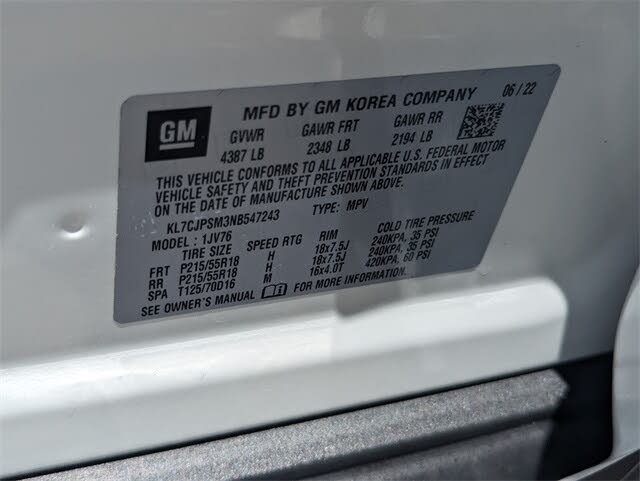 GM
MFD BY GM KOREA COMPANY 06 / 22
GVWR GAWR FRT GAWR RR
4387 LB 2348 LB 2194 LB
THIS VEHICLE CONFORMS TO ALL APPLICABLE U.S. FEDERAL MOTOR
VEHICLE SAFETY AND THEFT PREVENTION STANDARDS IN EFFECT
ON THE DATE OF MANUFACTURE SHOWN ABOVE.
KL7CJPSM3NB547243 TYPE: MPV
MODEL : 1JV76
TIRE SIZE SPEED RTG RIM COLD TIRE PRESSURE
FRT P215/55R18 H 18x7.5J 240KPA, 35 PSI
RR P215/55R18 H 18x7.5J 240KPA, 35 PSI
SPA T125/70D16 M 16x4.0T 420KPA, 60 PSI
SEE OWNER'S MANUAL FOR MORE INFORMATION.